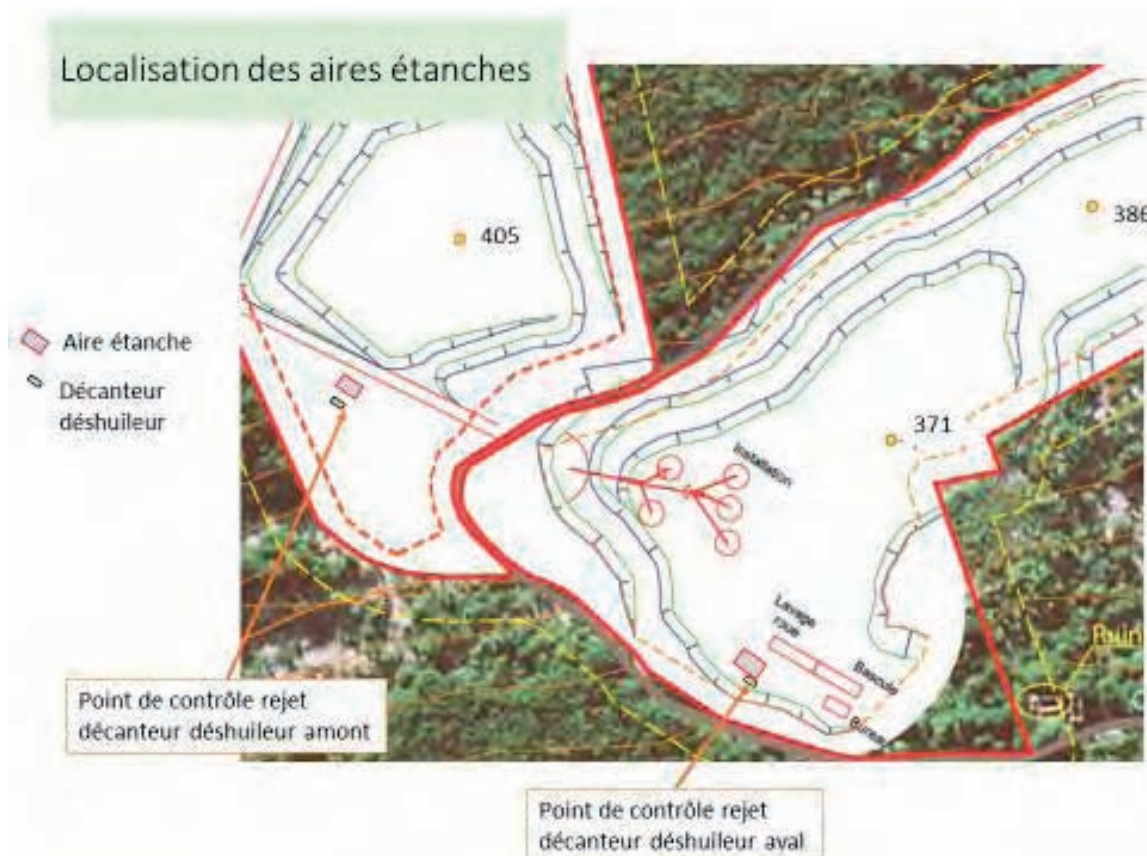 Localisation des aires étanches
405
386
Aire étanche
Décanteur
déshuileur
371
Installation
Lavage
roue
Bascule
Bureau
Point de contrôle rejet
décanteur déshuileur amont
Point de contrôle rejet
décanteur déshuileur aval